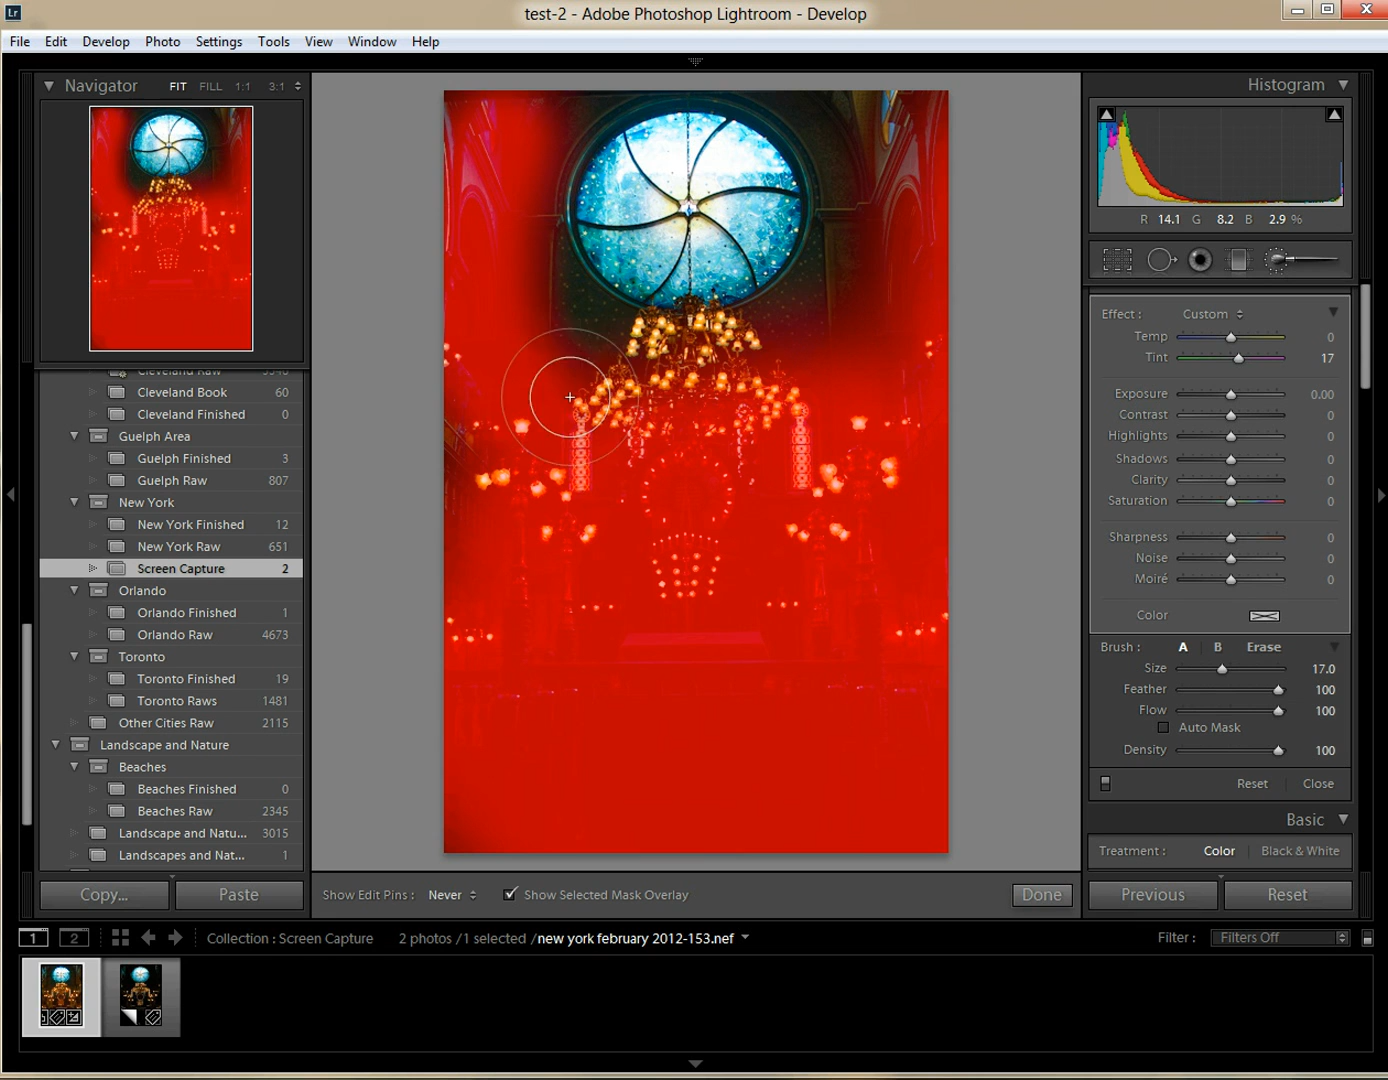 Lr
test-2 - Adobe Photoshop Lightroom - Develop
File Edit Develop Photo Settings Tools View Window Help
Navigator FIT FILL 1:1 3:1
Cleveland Raw
Cleveland Book 60
Cleveland Finished 0
Guelph Area
Guelph Finished 3
Guelph Raw 807
New York
New York Finished 12
New York Raw 651
Screen Capture 2
Orlando
Orlando Finished 1
Orlando Raw 4673
Toronto
Toronto Finished 19
Toronto Raws 1481
Other Cities Raw 2115
Landscape and Nature
Beaches
Beaches Finished 0
Beaches Raw 2345
Landscape and Natu... 3015
Landscapes and Nat... 1
Copy... Paste
Show Edit Pins : Never Show Selected Mask Overlay Done
Histogram
R 14.1 G 8.2 B 2.9 %
Effect : Custom
Temp 0
Tint 17
Exposure 0.00
Contrast 0
Highlights 0
Shadows 0
Clarity 0
Saturation 0
Sharpness 0
Noise 0
Moiré 0
Color
Brush : A B Erase
Size 17.0
Feather 100
Flow 100
Auto Mask
Density 100
Reset Close
Basic
Treatment : Color Black & White
Previous Reset
1 2 Collection : Screen Capture 2 photos /1 selected /new york february 2012-153.nef Filter : Filters Off